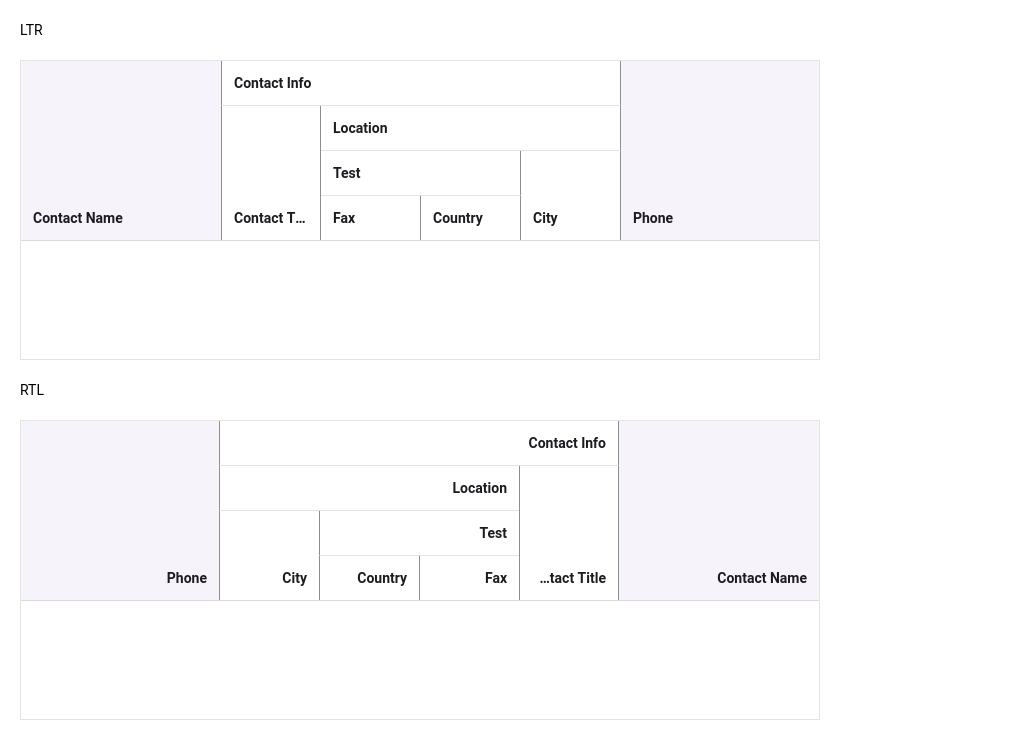 LTR
Contact Info
Location
Test
Contact Name Contact T... Fax Country City Phone
RTL
Contact Info
Location
Test
Phone City Country Fax ...tact Title Contact Name